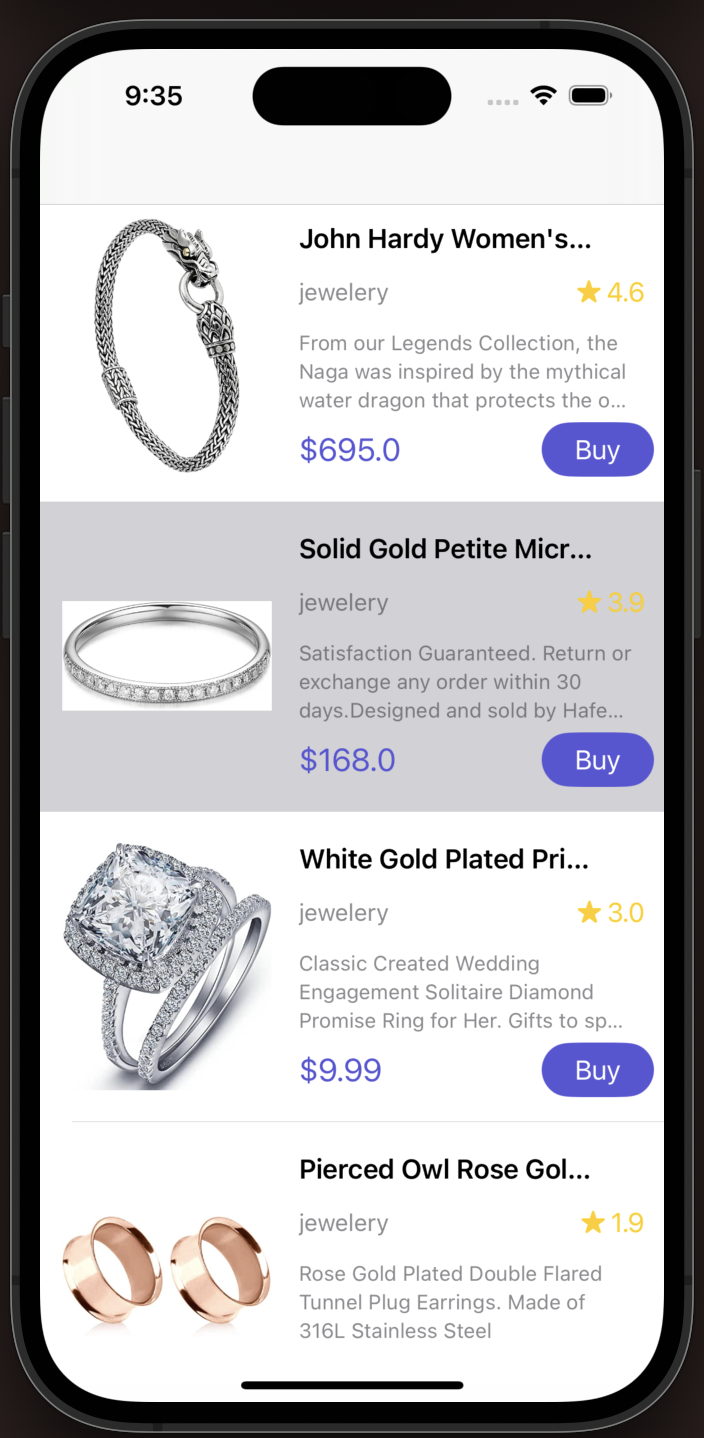 9:35
John Hardy Women's...
jewelery
4.6
From our Legends Collection, the
Naga was inspired by the mythical
water dragon that protects the o...
$695.0
Buy
Solid Gold Petite Micr...
jewelery
3.9
Satisfaction Guaranteed. Return or
exchange any order within 30
days.Designed and sold by Hafe...
$168.0
Buy
White Gold Plated Pri...
jewelery
3.0
Classic Created Wedding
Engagement Solitaire Diamond
Promise Ring for Her. Gifts to sp...
$9.99
Buy
Pierced Owl Rose Gol...
jewelery
1.9
Rose Gold Plated Double Flared
Tunnel Plug Earrings. Made of
316L Stainless Steel